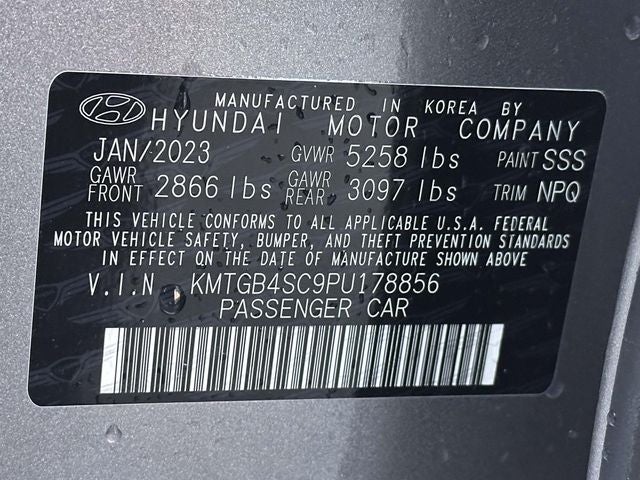 MANUFACTURED IN KOREA BY
HYUNDAI MOTOR COMPANY
JAN/2023 GVWR 5258 lbs PAINT SSS
GAWR FRONT 2866 lbs GAWR REAR 3097 lbs TRIM NPQ
THIS VEHICLE CONFORMS TO ALL APPLICABLE U.S.A. FEDERAL
MOTOR VEHICLE SAFETY, BUMPER, AND THEFT PREVENTION
STANDARDS IN EFFECT ON THE DATE OF MANUFACTURE SHOWN ABOVE
V.I.N KMTGB4SC9PU178856
PASSENGER CAR